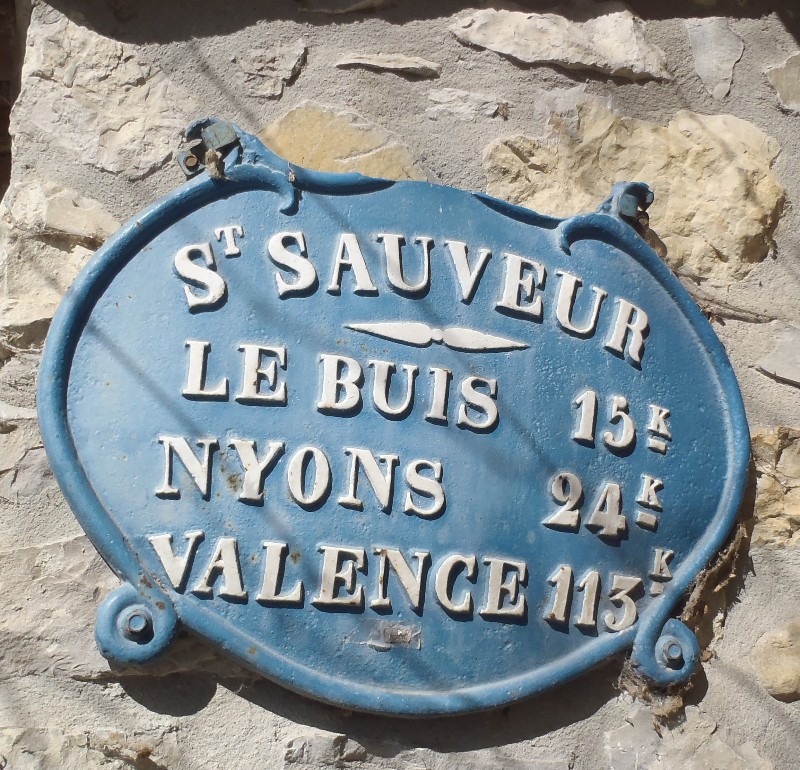 ST SAUVEUR
LE BUIS 15K
NYONS 24K
VALENCE 113K